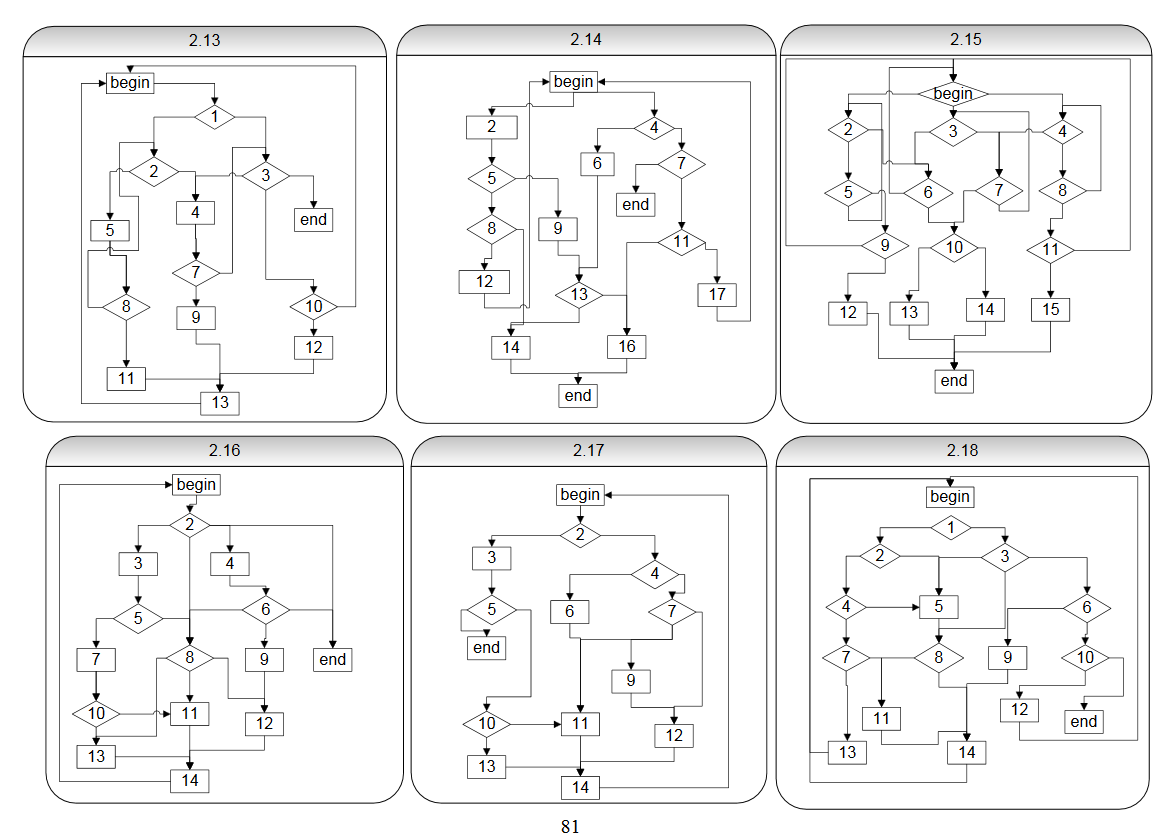 2.13 2.14 2.15
begin
1
2 3
4
5 end
7
8 10
9
12
11
13
begin
2 4
6 7
5
end
8 9
11
12
13 17
14 16
end
begin
2 3 4
5 6 7 8
9 10 11
12 13 14 15
end
2.16 2.17 2.18
begin
2
3 4
5 6
7 8 9 end
10 11 12
13
14
begin
2
3 4
5 6 7
end
9
10 11 12
13
14
begin
1
2 3
4 5 6
7 8 9 10
11 12 end
13 14
81